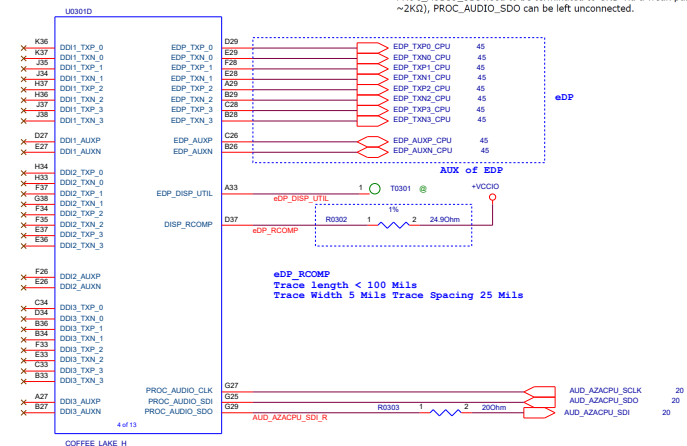 ~2KΩ), PROC_AUDIO_SDO can be left unconnected.
U0301D
K36 DDI1_TXP_0 EDP_TXP_0 D29 EDP_TXP0_CPU 45
K37 DDI1_TXN_0 EDP_TXN_0 E29 EDP_TXN0_CPU 45
J35 DDI1_TXP_1 EDP_TXP_1 F28 EDP_TXP1_CPU 45
J34 DDI1_TXN_1 EDP_TXN_1 E28 EDP_TXN1_CPU 45
H37 DDI1_TXP_2 EDP_TXP_2 A29 EDP_TXP2_CPU 45
H36 DDI1_TXN_2 EDP_TXN_2 B29 EDP_TXN2_CPU 45
J37 DDI1_TXP_3 EDP_TXP_3 C28 EDP_TXP3_CPU 45
J38 DDI1_TXN_3 EDP_TXN_3 B28 EDP_TXN3_CPU 45
eDP
D27 DDI1_AUXP EDP_AUXP C26 EDP_AUXP_CPU 45
E27 DDI1_AUXN EDP_AUXN B26 EDP_AUXN_CPU 45
AUX of EDP
H34 DDI2_TXP_0
H33 DDI2_TXN_0
F37 DDI2_TXP_1 EDP_DISP_UTIL A33 eDP_DISP_UTIL 1 T0301 @ +VCCIO
G38 DDI2_TXN_1
F34 DDI2_TXP_2
F35 DDI2_TXN_2 DISP_RCOMP D37 eDP_RCOMP R0302 1 1% 2 24.9Ohm
E37 DDI2_TXP_3
E36 DDI2_TXN_3
F26 DDI2_AUXP
E26 DDI2_AUXN
eDP_RCOMP
Trace length < 100 Mils
Trace Width 5 Mils Trace Spacing 25 Mils
C34 DDI3_TXP_0
D34 DDI3_TXN_0
B36 DDI3_TXP_1
B34 DDI3_TXN_1
F33 DDI3_TXP_2
E33 DDI3_TXN_2
C33 DDI3_TXP_3
B33 DDI3_TXN_3
PROC_AUDIO_CLK G27 AUD_AZACPU_SCLK 20
A27 DDI3_AUXP PROC_AUDIO_SDI G25 AUD_AZACPU_SDO 20
B27 DDI3_AUXN PROC_AUDIO_SDO G29 AUD_AZACPU_SDI_R R0303 1 2 20Ohm AUD_AZACPU_SDI 20
4 of 13
COFFEE_LAKE_H